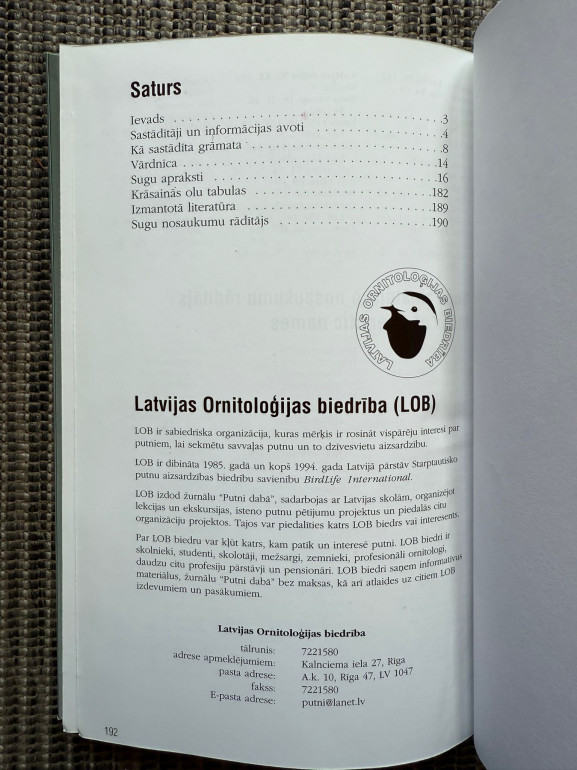 Saturs
Ievads . . . . . . . . . . . . . . . . . . . . . . . . . . . . . . .3
Sastādītāji un informācijas avoti . . . . . . . . . . . . . . . .4
Kā sastādīta grāmata . . . . . . . . . . . . . . . . . . . . . .8
Vārdnīca . . . . . . . . . . . . . . . . . . . . . . . . . . . . .14
Sugu apraksti . . . . . . . . . . . . . . . . . . . . . . . . . .16
Krāsainās olu tabulas . . . . . . . . . . . . . . . . . . . . .182
Izmantotā literatūra . . . . . . . . . . . . . . . . . . . . . .189
Sugu nosaukumu rādītājs . . . . . . . . . . . . . . . . . .190
LATVIJAS ORNITOLOĢIJAS BIEDRĪBA
Latvijas Ornitoloģijas biedrība (LOB)
LOB ir sabiedriska organizācija, kuras mērķis ir rosināt vispārēju interesi par
putniem, lai sekmētu savvaļas putnu un to dzīvesvietu aizsardzību.
LOB ir dibināta 1985. gadā un kopš 1994. gada Latvijā pārstāv Starptautisko
putnu aizsardzības biedrību savienību BirdLife International.
LOB izdod žurnālu "Putni dabā", sadarbojas ar Latvijas skolām, organizējot
lekcijas un ekskursijas, īsteno putnu pētījumu projektus un piedalās citu
organizāciju projektos. Tajos var piedalīties katrs LOB biedrs vai interesents.
Par LOB biedru var kļūt katrs, kam patīk un interesē putni. LOB biedri ir
skolnieki, studenti, skolotāji, mežsargi, zemnieki, profesionāli ornitologi,
daudzu citu profesiju pārstāvji un pensionāri. LOB biedri saņem informatīvus
materiālus, žurnālu "Putni dabā" bez maksas, kā arī atlaides uz citiem LOB
izdevumiem un pasākumiem.
Latvijas Ornitoloģijas biedrība
tālrunis: 7221580
adrese apmeklējumiem: Kalnciema iela 27, Rīga
pasta adrese: A.k. 10, Rīga 47, LV 1047
fakss: 7221580
E-pasta adrese: putni@lanet.lv
192